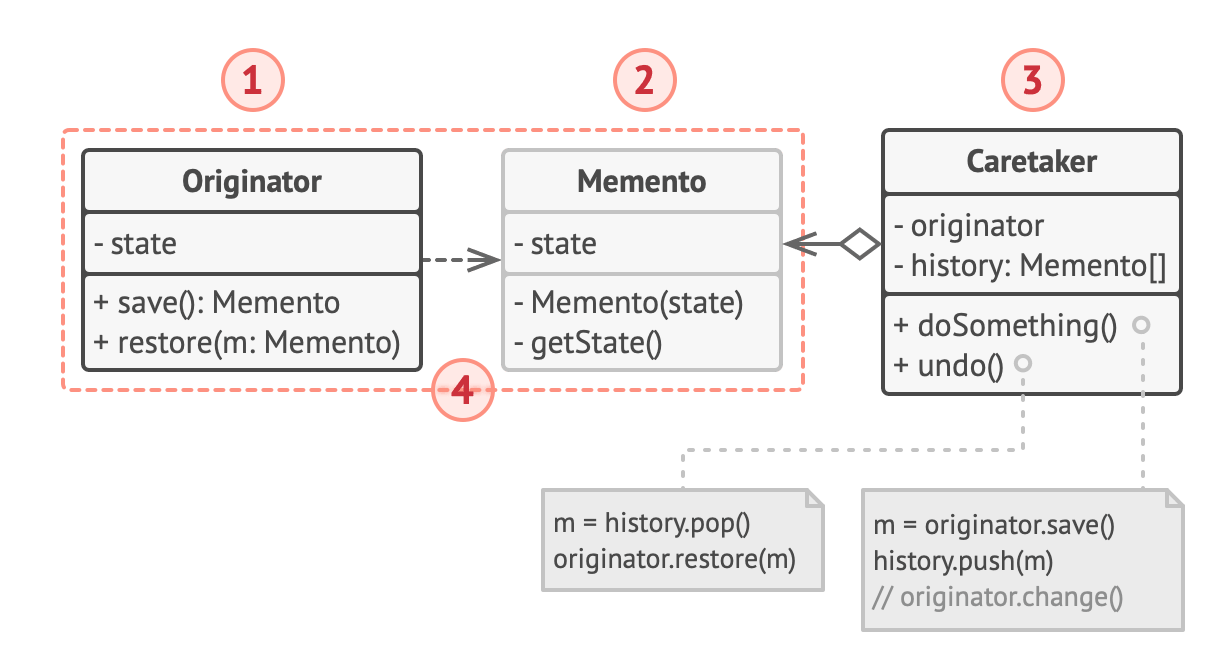 1
2
3
Originator
- state
+ save(): Memento
+ restore(m: Memento)
Memento
- state
- Memento(state)
- getState()
Caretaker
- originator
- history: Memento[]
+ doSomething()
+ undo()
4
m = history.pop()
originator.restore(m)
m = originator.save()
history.push(m)
// originator.change()